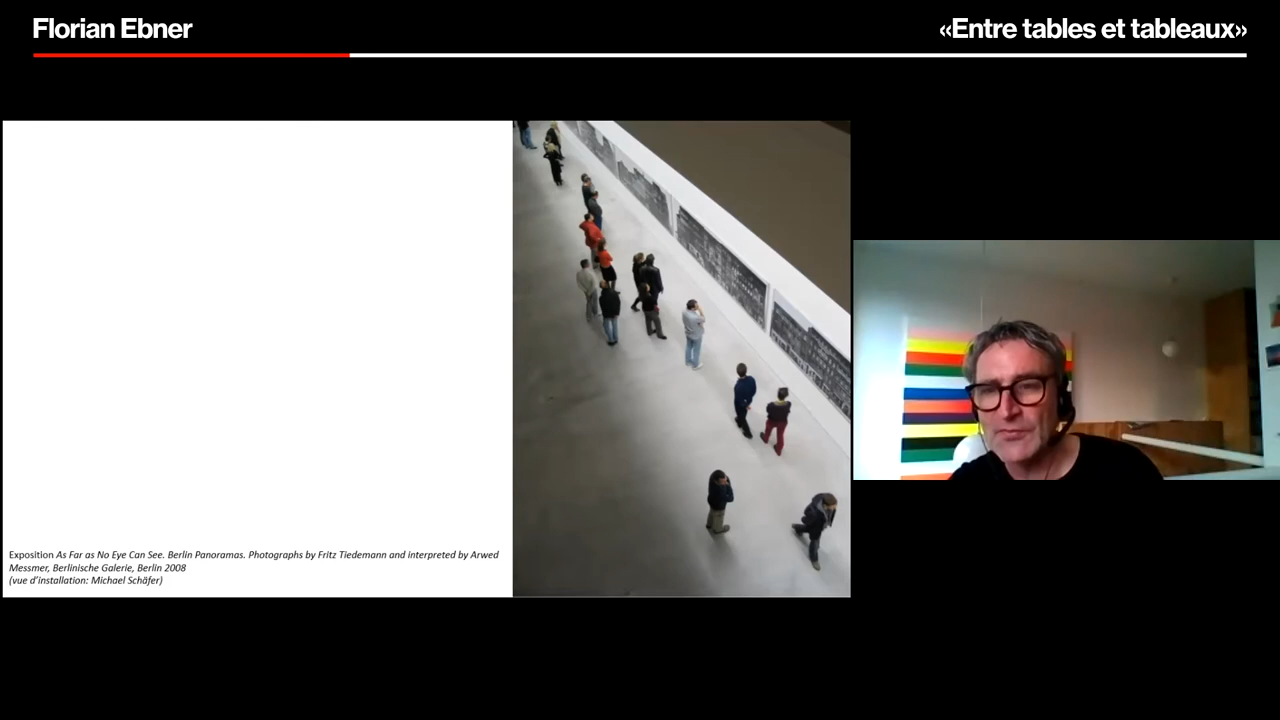 Florian Ebner
«Entre tables et tableaux»
Exposition As Far as No Eye Can See. Berlin Panoramas. Photographs by Fritz Tiedemann and interpreted by Arwed
Messmer, Berlinische Galerie, Berlin 2008
(vue d'installation: Michael Schäfer)